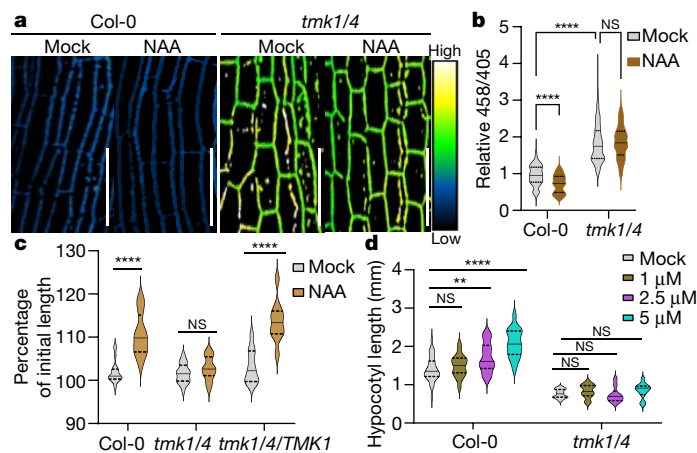 a
Col-0
tmk1/4
Mock
NAA
Mock
NAA
High
Low
b
Relative 458/405
5
4
3
2
1
0
****
****
NS
Mock
NAA
Col-0
tmk1/4
c
Percentage
of initial length
130
120
110
100
90
****
NS
****
Mock
NAA
Col-0
tmk1/4
tmk1/4/TMK1
d
Hypocotyl length (mm)
4
3
2
1
0
****
**
NS
NS
NS
NS
Mock
1 μM
2.5 μM
5 μM
Col-0
tmk1/4